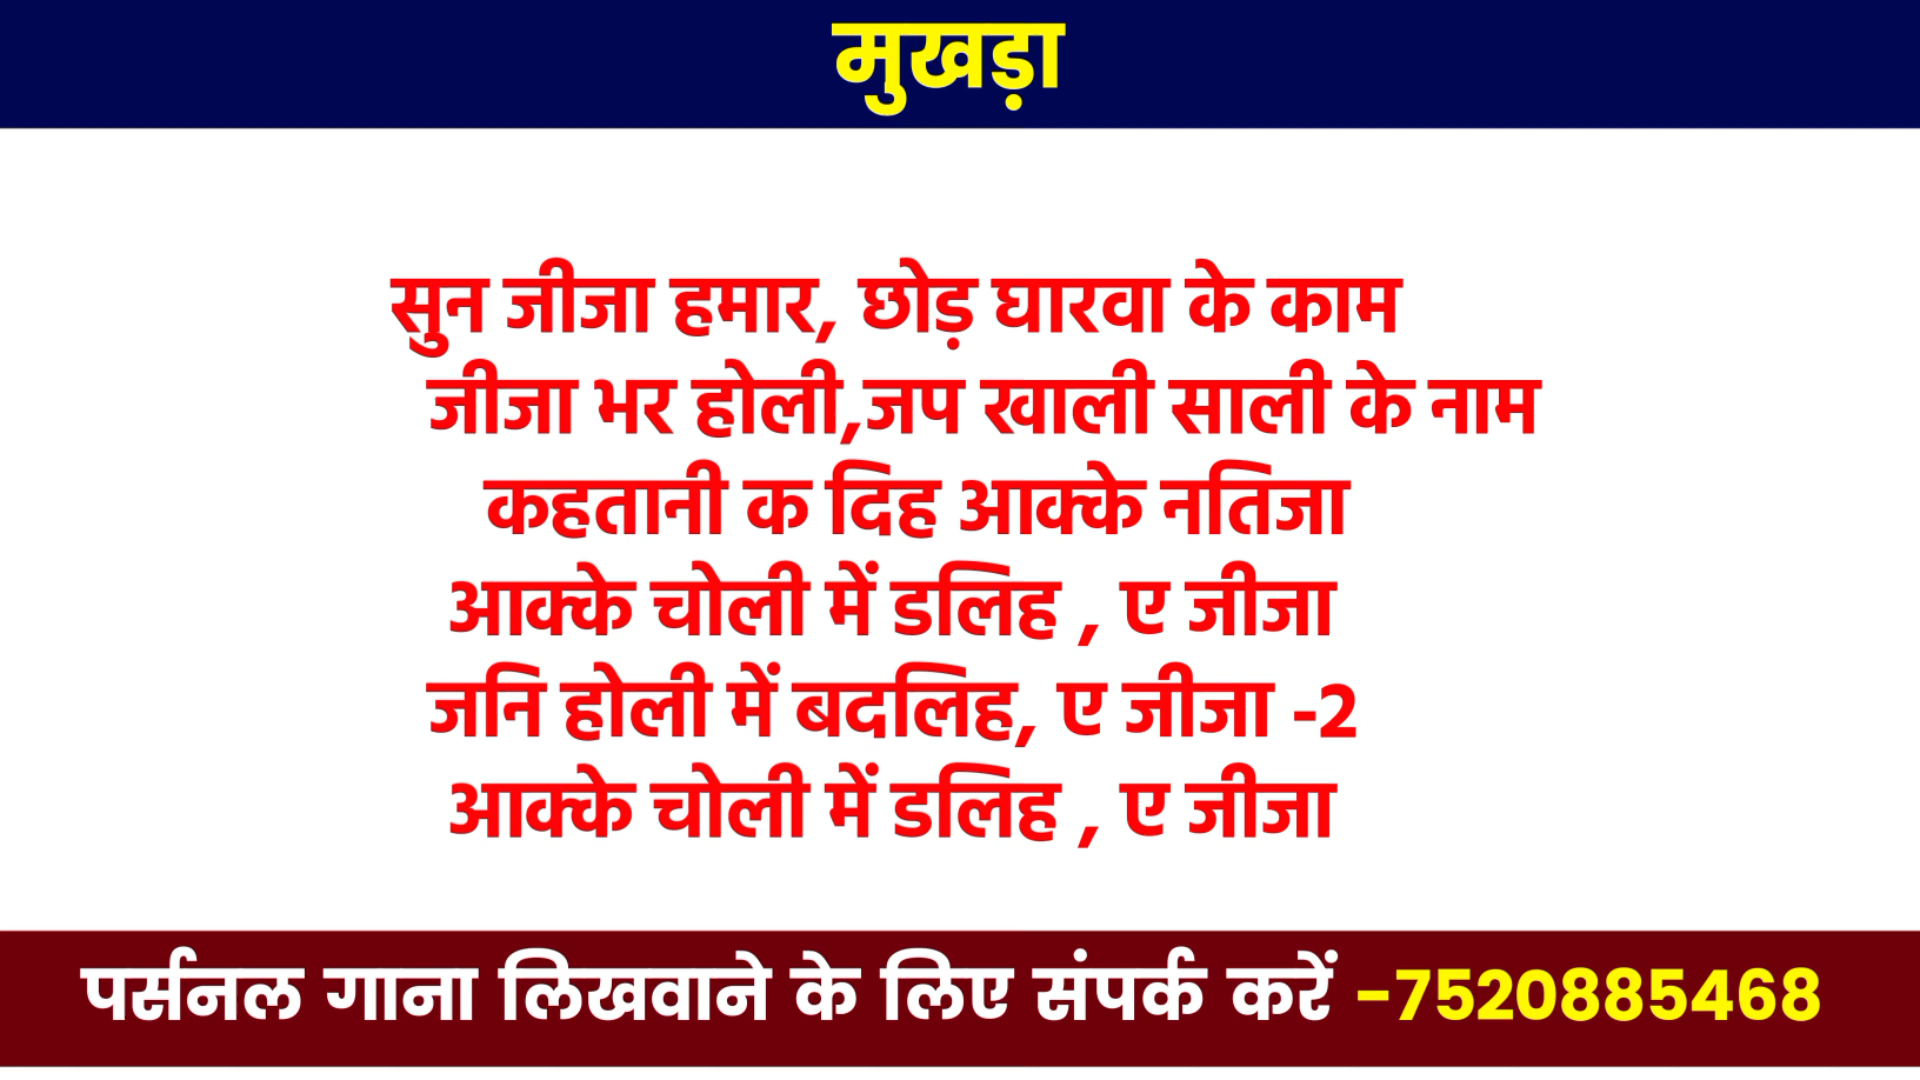 मुखड़ा
सुन जीजा हमार, छोड़ घारवा के काम
जीजा भर होली,जप खाली साली के नाम
कहतानी क दिह आक्के नतिजा
आक्के चोली में डलिह , ए जीजा
जनि होली में बदलिह, ए जीजा -2
आक्के चोली में डलिह , ए जीजा
पर्सनल गाना लिखवाने के लिए संपर्क करें -7520885468